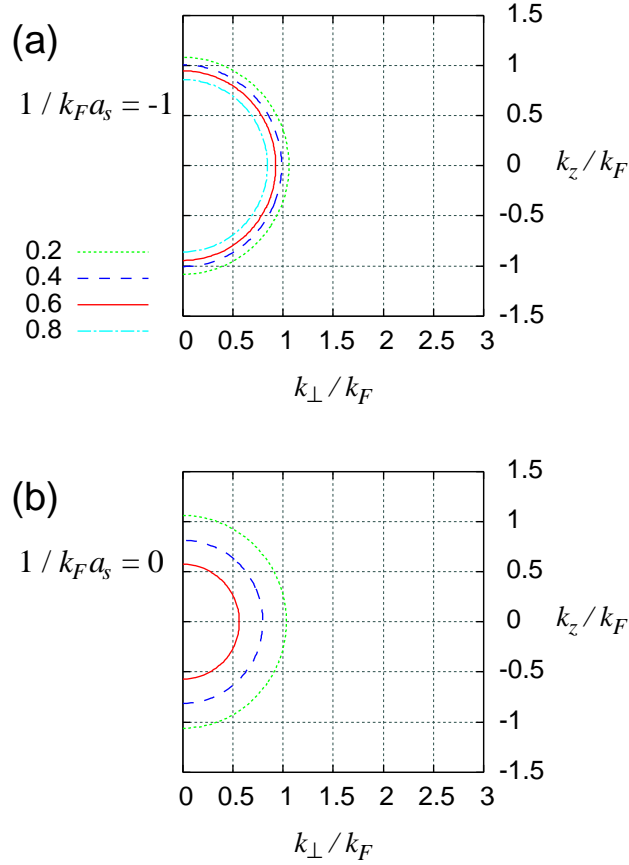 (a)
1 / k_F a_s = -1
1.5
1
0.5
0
-0.5
-1
-1.5
k_z / k_F
0.2
0.4
0.6
0.8
0 0.5 1 1.5 2 2.5 3
k_⊥ / k_F
(b)
1 / k_F a_s = 0
1.5
1
0.5
0
-0.5
-1
-1.5
k_z / k_F
0 0.5 1 1.5 2 2.5 3
k_⊥ / k_F